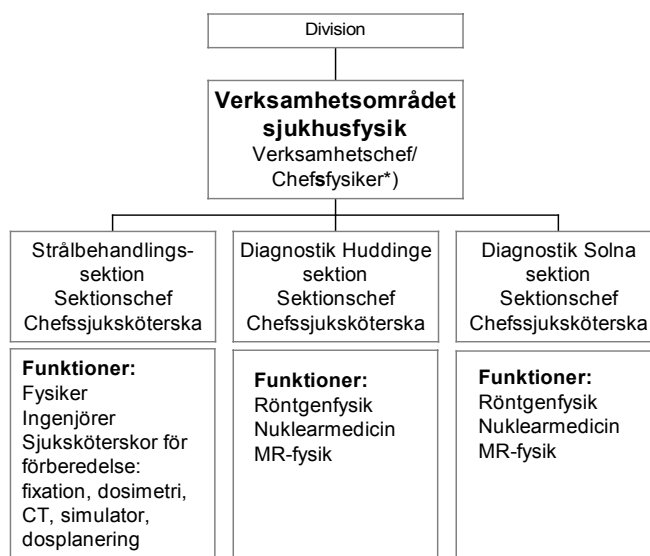 Division
Verksamhetsområdet
sjukhusfysik
Verksamhetschef/
Chefsfysiker*)
Strålbehandlings-
sektion
Sektionschef
Chefssjuksköterska
Diagnostik Huddinge
sektion
Sektionschef
Chefssjuksköterska
Diagnostik Solna
sektion
Sektionschef
Chefssjuksköterska
Funktioner:
Fysiker
Ingenjörer
Sjuksköterskor för
förberedelse:
fixation, dosimetri,
CT, simulator,
dosplanering
Funktioner:
Röntgenfysik
Nuklearmedicin
MR-fysik
Funktioner:
Röntgenfysik
Nuklearmedicin
MR-fysik